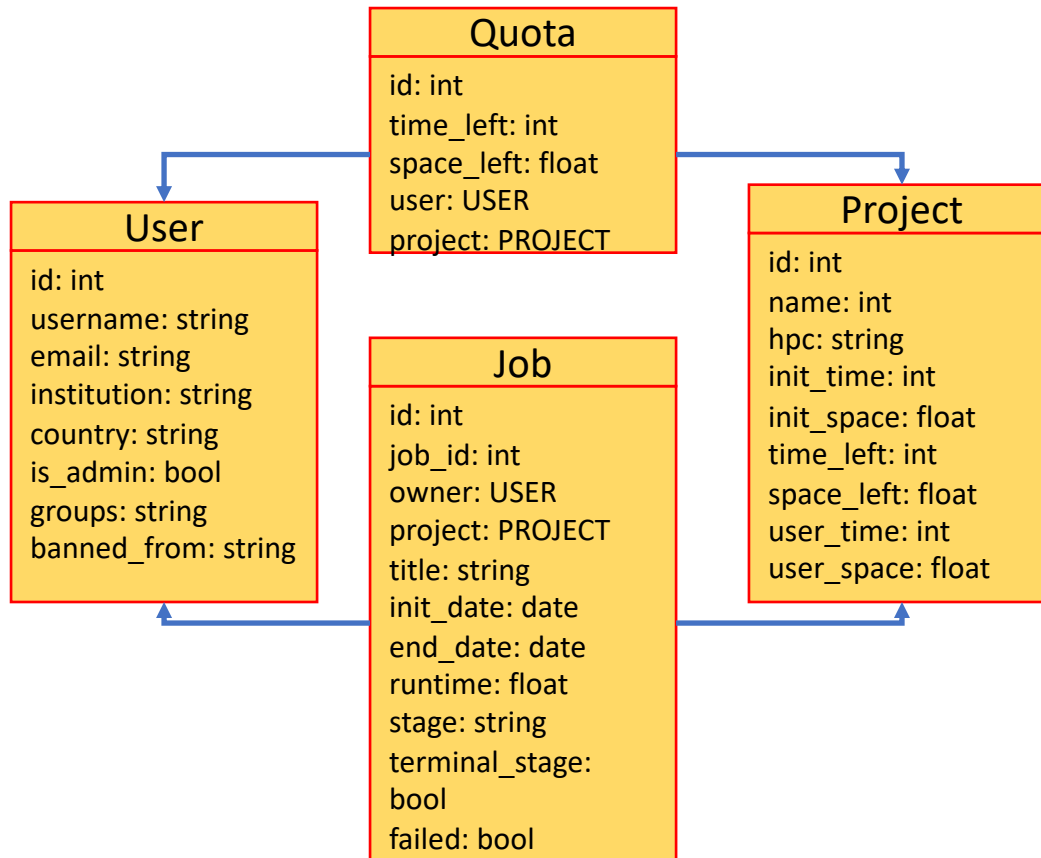 Quota
id: int
time_left: int
space_left: float
user: USER
project: PROJECT
User
id: int
username: string
email: string
institution: string
country: string
is_admin: bool
groups: string
banned_from: string
Job
id: int
job_id: int
owner: USER
project: PROJECT
title: string
init_date: date
end_date: date
runtime: float
stage: string
terminal_stage:
bool
failed: bool
Project
id: int
name: int
hpc: string
init_time: int
init_space: float
time_left: int
space_left: float
user_time: int
user_space: float